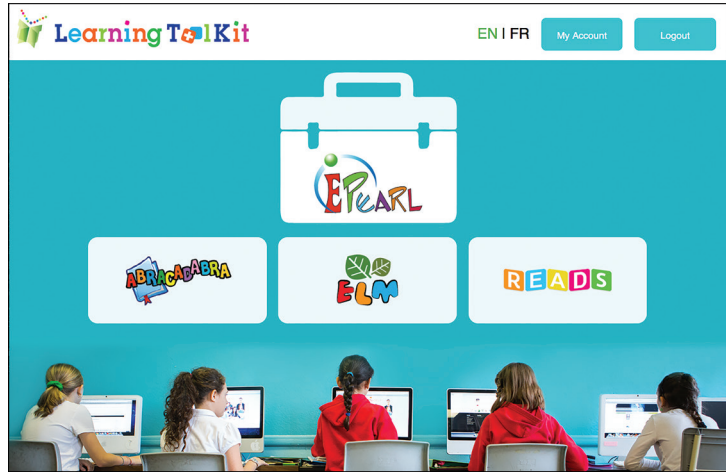 Learning ToolKit
EN I FR
My Account
Logout
EPEARL
ABRACADABRA
ELM
READS